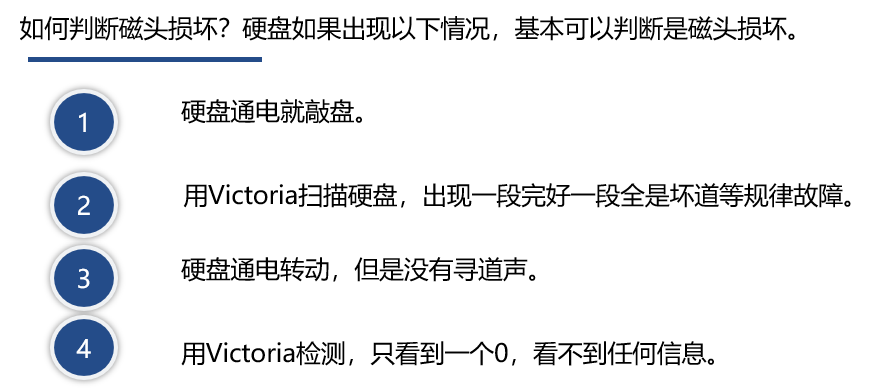 如何判断磁头损坏？硬盘如果出现以下情况，基本可以判断是磁头损坏。
1 硬盘通电就敲盘。
2 用Victoria扫描硬盘，出现一段完好一段全是坏道等规律故障。
3 硬盘通电转动，但是没有寻道声。
4 用Victoria检测，只看到一个0，看不到任何信息。